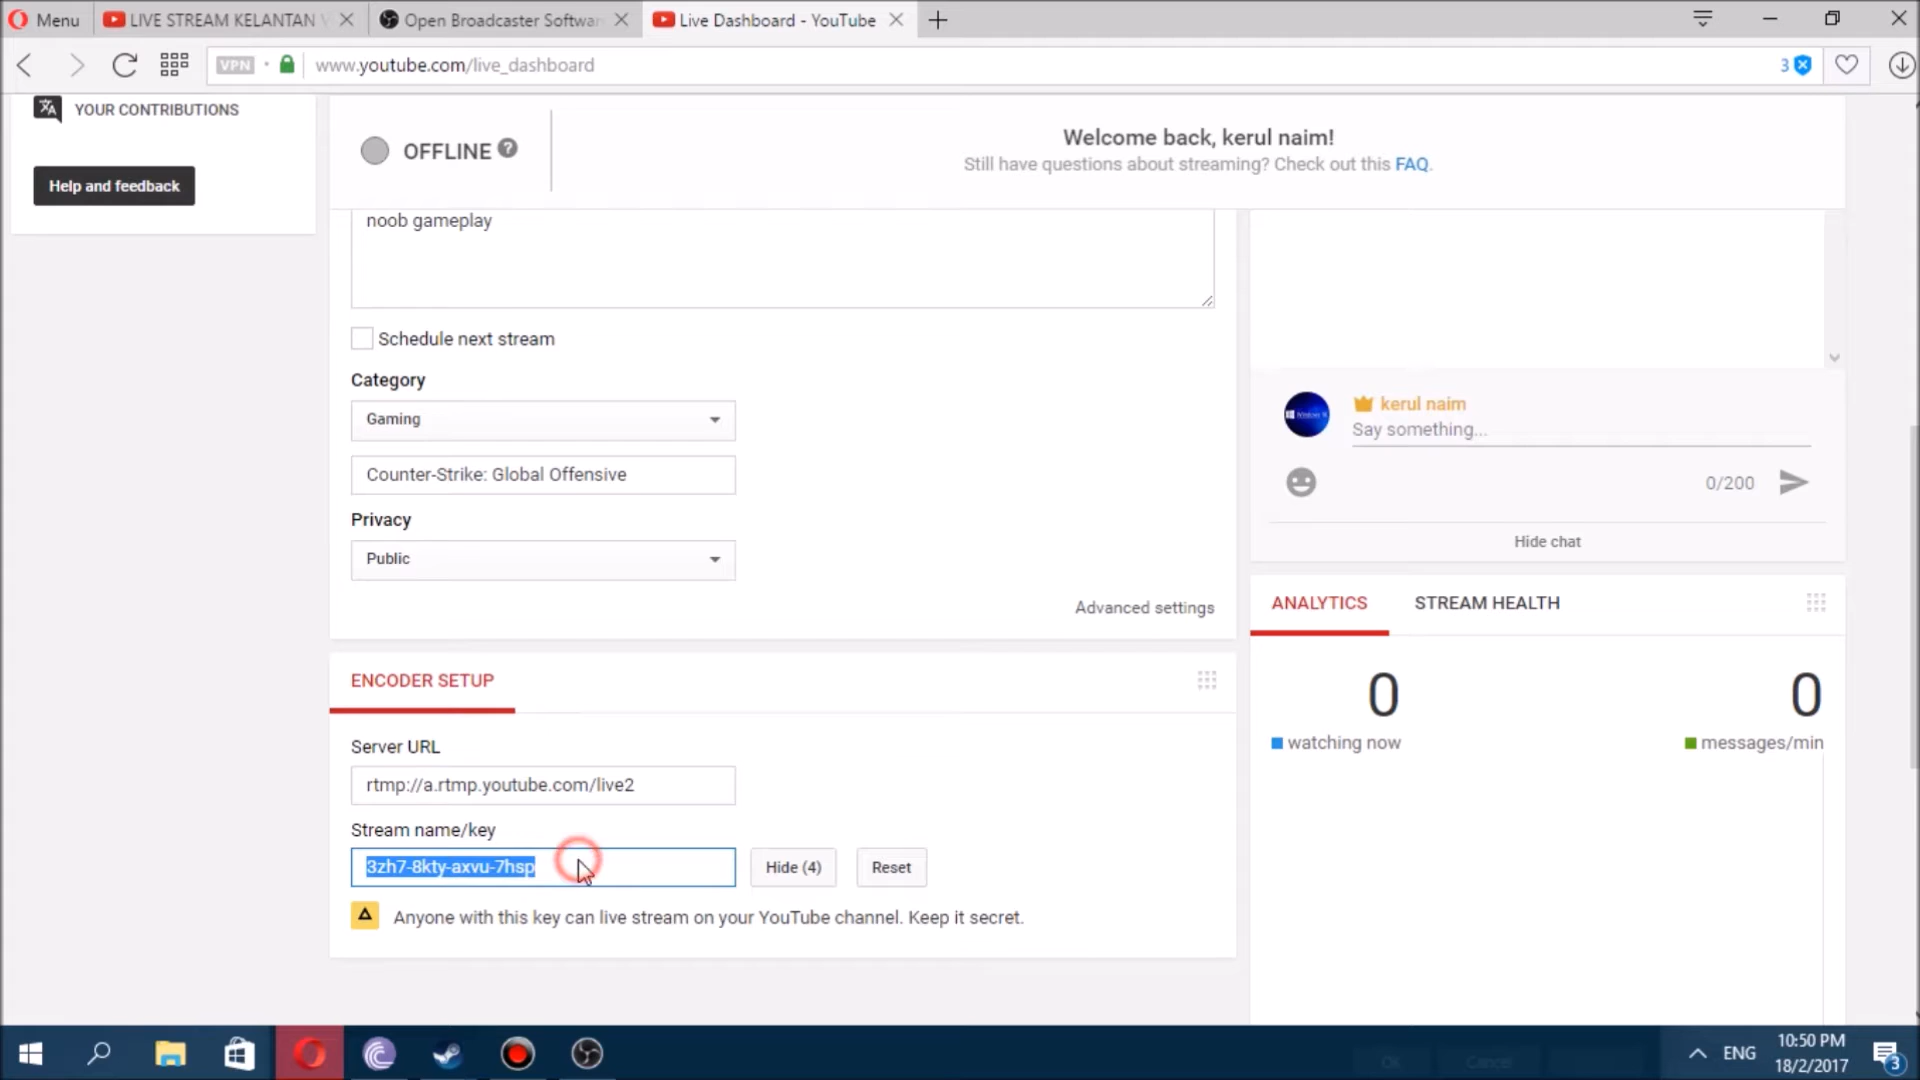 Menu
LIVE STREAM KELANTAN
Open Broadcaster Softwar
Live Dashboard - YouTube
VPN
www.youtube.com/live_dashboard
3
YOUR CONTRIBUTIONS
Help and feedback
OFFLINE
Welcome back, kerul naim!
Still have questions about streaming? Check out this FAQ.
noob gameplay
Schedule next stream
Category
Gaming
Counter-Strike: Global Offensive
Privacy
Public
Advanced settings
kerul naim
Say something...
0/200
Hide chat
ANALYTICS
STREAM HEALTH
0
watching now
0
messages/min
ENCODER SETUP
Server URL
rtmp://a.rtmp.youtube.com/live2
Stream name/key
3zh7-8kty-axvu-7hsp
Hide (4)
Reset
Anyone with this key can live stream on your YouTube channel. Keep it secret.
OK
Cancel
ENG
10:50 PM
18/2/2017
3